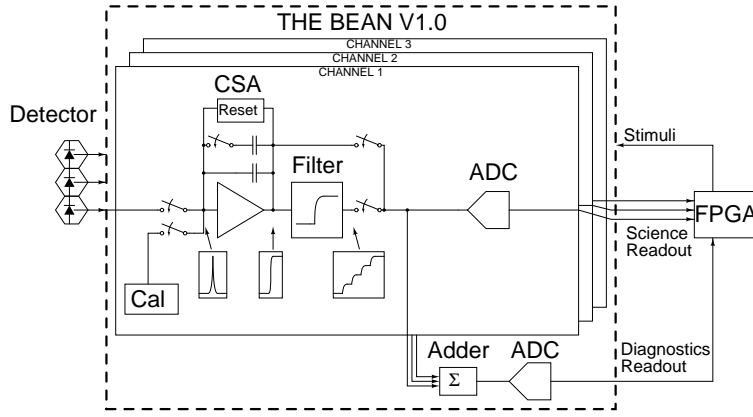 THE BEAN V1.0
CHANNEL 3
CHANNEL 2
CHANNEL 1
CSA
Reset
Detector
Stimuli
Filter
ADC
FPGA
Science
Readout
Cal
Adder
ADC
Diagnostics
Readout
Σ